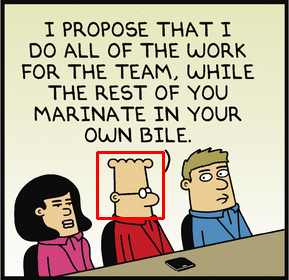 I PROPOSE THAT I
DO ALL OF THE WORK
FOR THE TEAM, WHILE
THE REST OF YOU
MARINATE IN YOUR
OWN BILE.